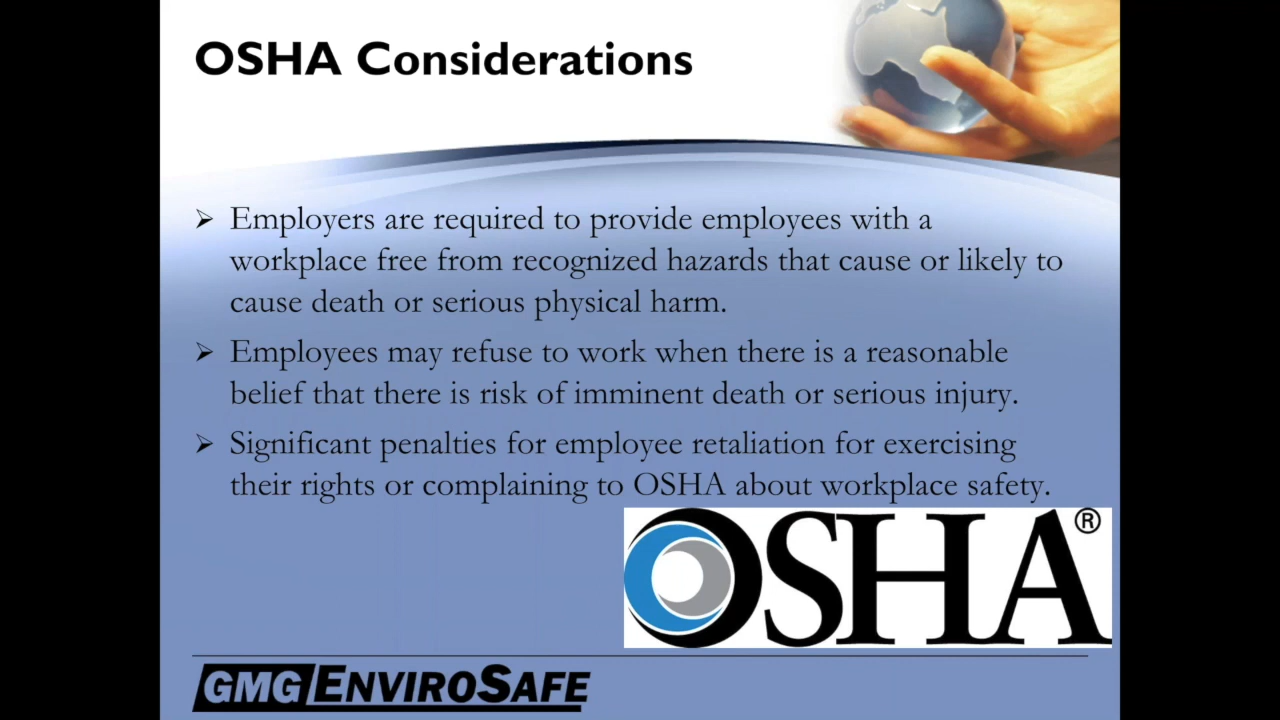 OSHA Considerations
➢ Employers are required to provide employees with a
workplace free from recognized hazards that cause or likely to
cause death or serious physical harm.
➢ Employees may refuse to work when there is a reasonable
belief that there is risk of imminent death or serious injury.
➢ Significant penalties for employee retaliation for exercising
their rights or complaining to OSHA about workplace safety.
OSHA®
GMG ENVIROSAFE